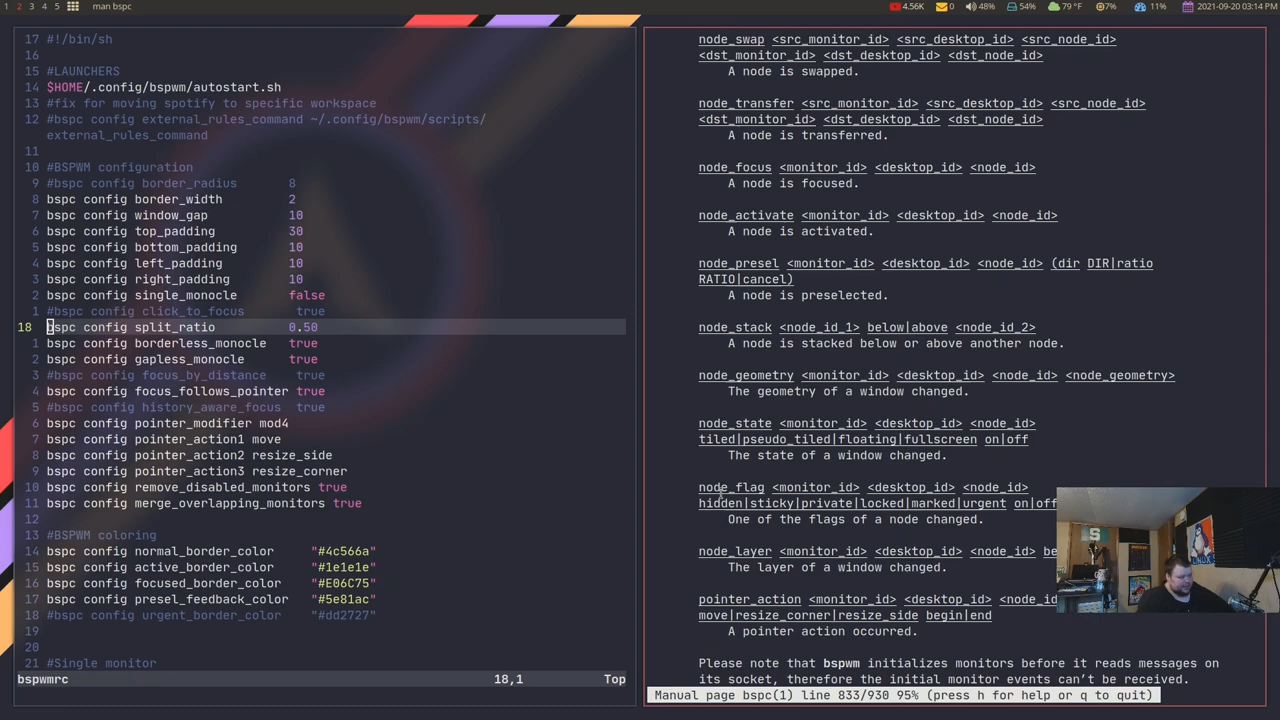 1 2 3 4 5 man bspc 4.56K 0 48% 54% 79 °F 7% 11% 2021-09-20 03:14 PM
17 #!/bin/sh
16
15 #LAUNCHERS
14 $HOME/.config/bspwm/autostart.sh
13 #fix for moving spotify to specific workspace
12 #bspc config external_rules_command ~/.config/bspwm/scripts/
external_rules_command
11
10 #BSPWM configuration
9 #bspc config border_radius 8
8 bspc config border_width 2
7 bspc config window_gap 10
6 bspc config top_padding 30
5 bspc config bottom_padding 10
4 bspc config left_padding 10
3 bspc config right_padding 10
2 bspc config single_monocle false
1 #bspc config click_to_focus true
18 bspc config split_ratio 0.50
1 bspc config borderless_monocle true
2 bspc config gapless_monocle true
3 #bspc config focus_by_distance true
4 bspc config focus_follows_pointer true
5 #bspc config history_aware_focus true
6 bspc config pointer_modifier mod4
7 bspc config pointer_action1 move
8 bspc config pointer_action2 resize_side
9 bspc config pointer_action3 resize_corner
10 bspc config remove_disabled_monitors true
11 bspc config merge_overlapping_monitors true
12
13 #BSPWM coloring
14 bspc config normal_border_color "#4c566a"
15 bspc config active_border_color "#1e1e1e"
16 bspc config focused_border_color "#E06C75"
17 bspc config presel_feedback_color "#5e81ac"
18 #bspc config urgent_border_color "#dd2727"
19
20
21 #Single monitor
bspwmrc 18,1 Top
node_swap <src_monitor_id> <src_desktop_id> <src_node_id>
<dst_monitor_id> <dst_desktop_id> <dst_node_id>
A node is swapped.
node_transfer <src_monitor_id> <src_desktop_id> <src_node_id>
<dst_monitor_id> <dst_desktop_id> <dst_node_id>
A node is transferred.
node_focus <monitor_id> <desktop_id> <node_id>
A node is focused.
node_activate <monitor_id> <desktop_id> <node_id>
A node is activated.
node_presel <monitor_id> <desktop_id> <node_id> (dir DIR|ratio
RATIO|cancel)
A node is preselected.
node_stack <node_id_1> below|above <node_id_2>
A node is stacked below or above another node.
node_geometry <monitor_id> <desktop_id> <node_id> <node_geometry>
The geometry of a window changed.
node_state <monitor_id> <desktop_id> <node_id>
tiled|pseudo_tiled|floating|fullscreen on|off
The state of a window changed.
node_flag <monitor_id> <desktop_id> <node_id>
hidden|sticky|private|locked|marked|urgent on|off
One of the flags of a node changed.
node_layer <monitor_id> <desktop_id> <node_id> be
The layer of a window changed.
pointer_action <monitor_id> <desktop_id> <node_id
move|resize_corner|resize_side begin|end
A pointer action occurred.
Please note that bspwm initializes monitors before it reads messages on
its socket, therefore the initial monitor events can't be received.
Manual page bspc(1) line 833/930 95% (press h for help or q to quit)